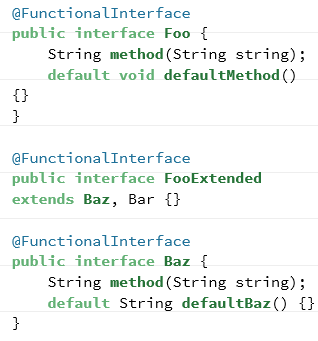 @FunctionalInterface
public interface Foo {
    String method(String string);
    default void defaultMethod()
{}
}

@FunctionalInterface
public interface FooExtended
extends Baz, Bar {}

@FunctionalInterface
public interface Baz {
    String method(String string);
    default String defaultBaz() {}
}